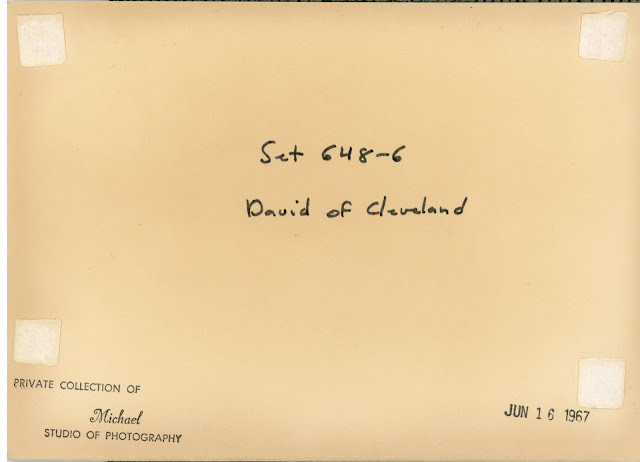 Set 648-6
David of Cleveland
PRIVATE COLLECTION OF
Michael
STUDIO OF PHOTOGRAPHY
JUN 16 1967